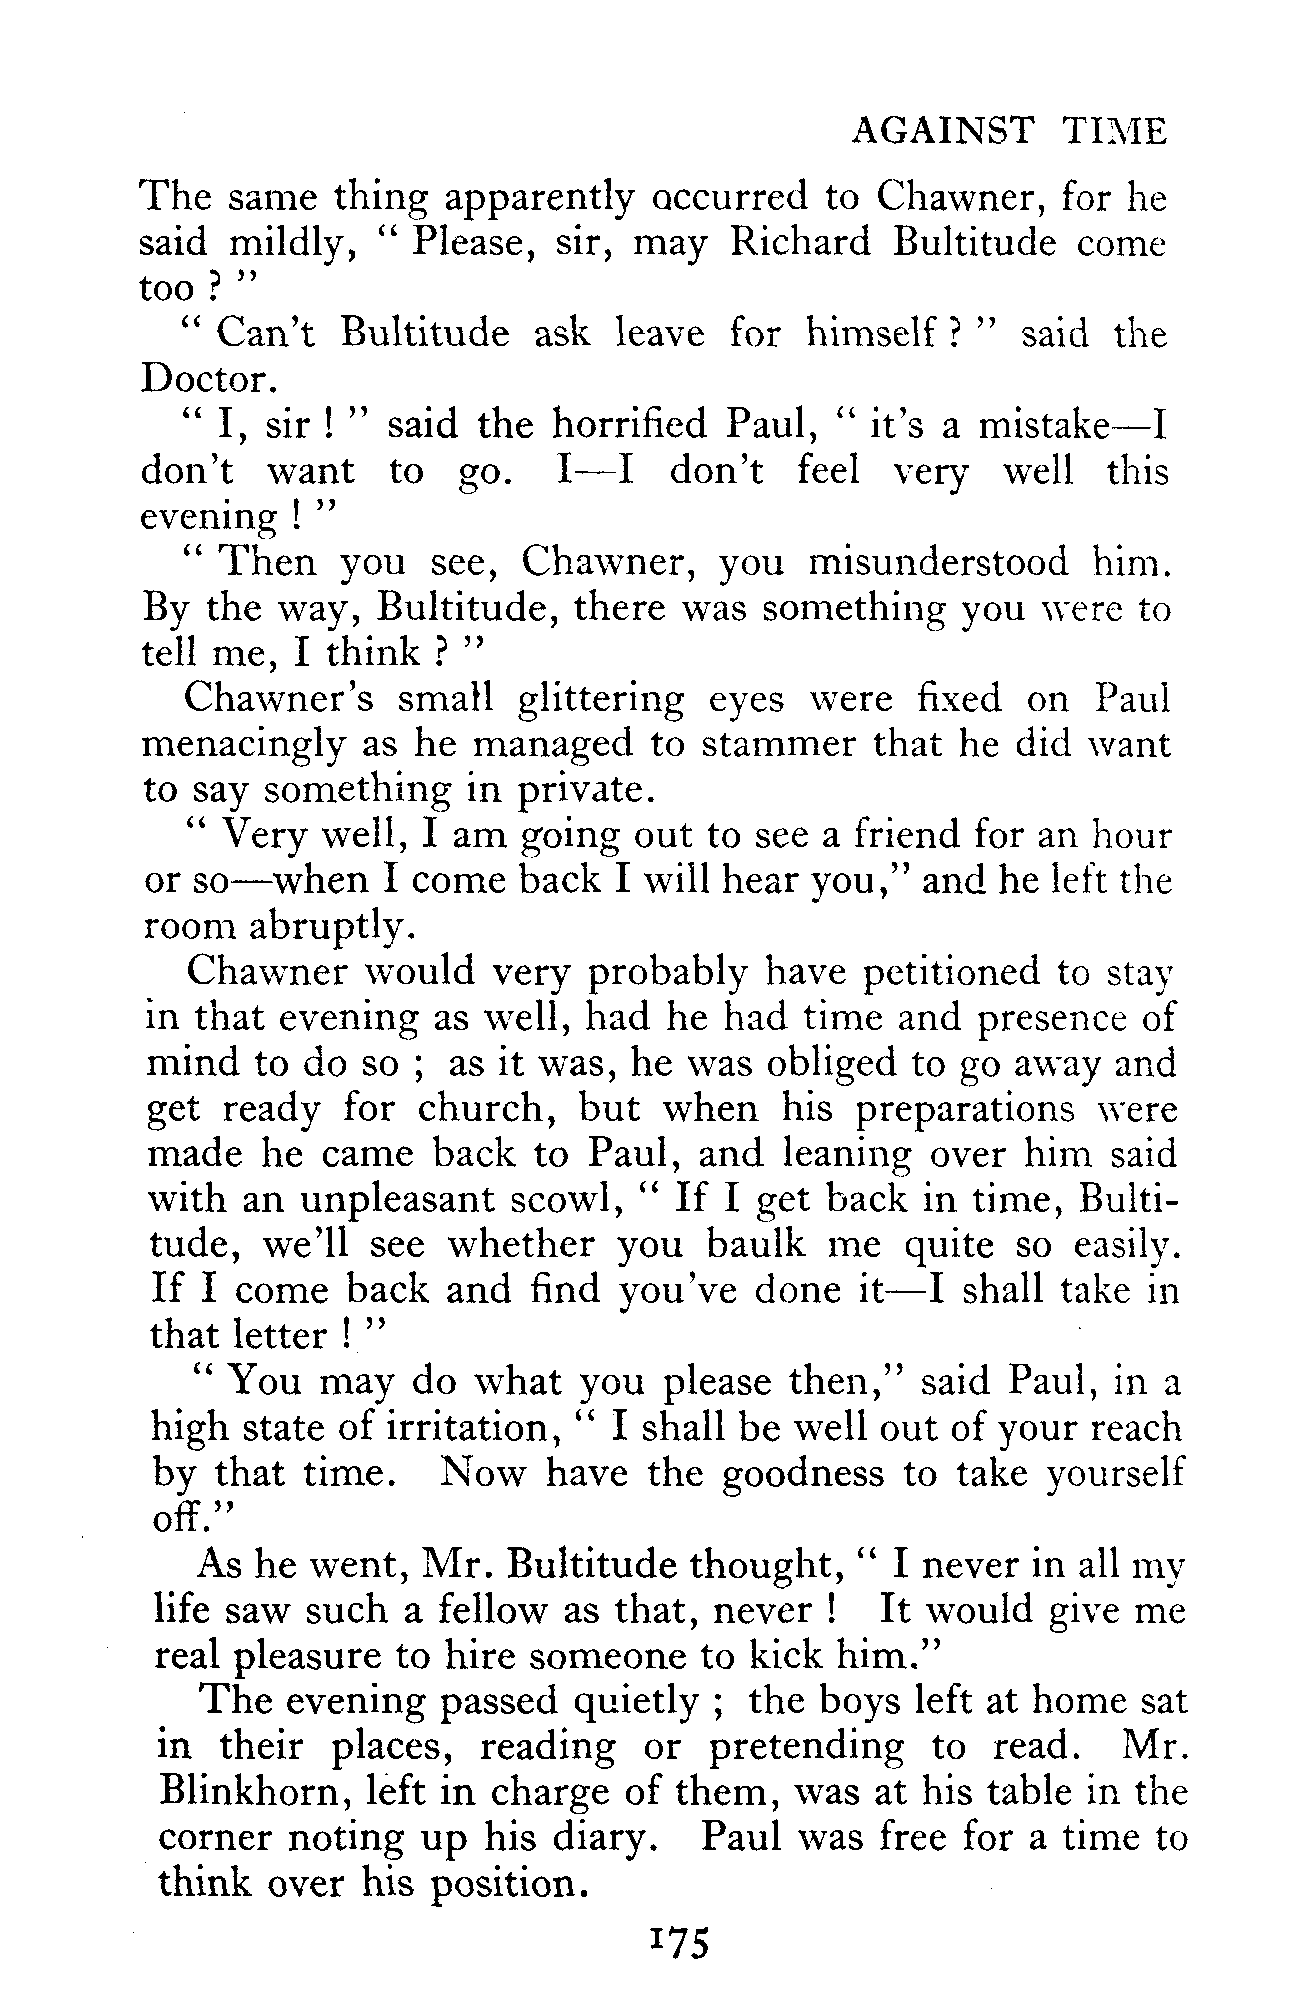 AGAINST TIME
The same thing apparently occurred to Chawner, for he
said mildly, “ Please, sir, may Richard Bultitude come
too ? ”
“ Can't Bultitude ask leave for himself ? ” said the
Doctor.
“ I, sir ! ” said the horrified Paul, “ it's a mistake—I
don't want to go. I—I don't feel very well this
evening ! ”
“ Then you see, Chawner, you misunderstood him.
By the way, Bultitude, there was something you were to
tell me, I think ? ”
Chawner's small glittering eyes were fixed on Paul
menacingly as he managed to stammer that he did want
to say something in private.
“ Very well, I am going out to see a friend for an hour
or so—when I come back I will hear you,” and he left the
room abruptly.
Chawner would very probably have petitioned to stay
in that evening as well, had he had time and presence of
mind to do so ; as it was, he was obliged to go away and
get ready for church, but when his preparations were
made he came back to Paul, and leaning over him said
with an unpleasant scowl, “ If I get back in time, Bulti-
tude, we'll see whether you baulk me quite so easily.
If I come back and find you've done it—I shall take in
that letter ! ”
“ You may do what you please then,” said Paul, in a
high state of irritation, “ I shall be well out of your reach
by that time. Now have the goodness to take yourself
off.”
As he went, Mr. Bultitude thought, “ I never in all my
life saw such a fellow as that, never ! It would give me
real pleasure to hire someone to kick him.”
The evening passed quietly ; the boys left at home sat
in their places, reading or pretending to read. Mr.
Blinkhorn, left in charge of them, was at his table in the
corner noting up his diary. Paul was free for a time to
think over his position.
175